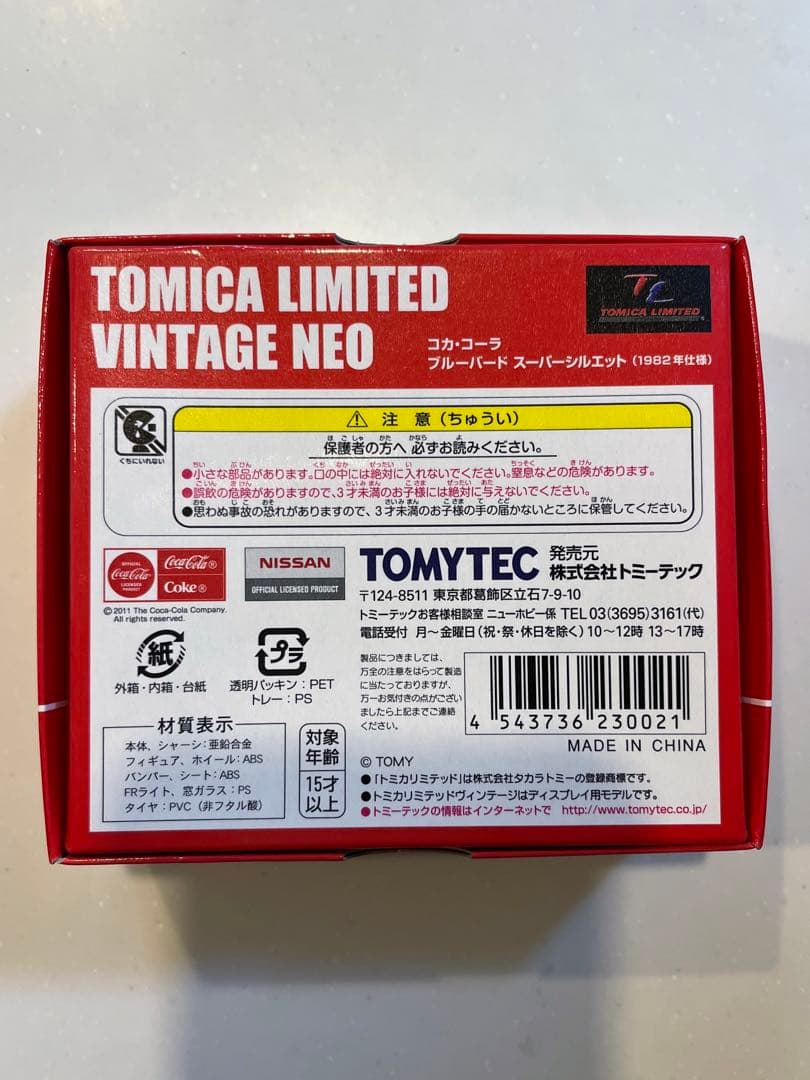 TOMICA LIMITED
VINTAGE NEO
コカ・コーラ
ブルーバード スーパーシルエット(1982年仕様)
TL
TOMICA LIMITED
くちにいれない
⚠ 注 意(ちゅうい)
保護者の方へ 必ずお読みください。
●小さな部品があります。口の中には絶対に入れないでください。窒息などの危険があります。
●誤飲の危険がありますので、3才未満のお子様には絶対に与えないでください。
●思わぬ事故の恐れがありますので、3才未満のお子様の手の届かないところに保管してください。
OFFICIAL
Coca-Cola
LICENSED
PRODUCT
Coca-Cola®
Coke®
©2011 The Coca-Cola Company.
All rights reserved.
NISSAN
OFFICIAL LICENSED PRODUCT
TOMYTEC
発売元
株式会社トミーテック
〒124-8511 東京都葛飾区立石7-9-10
トミーテックお客様相談室 ニューホビー係 TEL 03(3695)3161(代)
電話受付 月~金曜日(祝・祭・休日を除く)10~12時 13~17時
紙
外箱・内箱・台紙
プラ
透明パッキン:PET
トレー:PS
製品につきましては、
万全の注意をはらって製造
に当たっておりますが、
万一お気付きの点がござい
ましたら上記までご連絡
ください。
4 543736 230021
MADE IN CHINA
材質表示
本体、シャーシ:亜鉛合金
フィギュア、ホイール:ABS
バンパー、シート:ABS
FRライト、窓ガラス:PS
タイヤ:PVC(非フタル酸)
対象
年齢
15才
以上
© TOMY
●「トミカリミテッド」は株式会社タカラトミーの登録商標です。
●トミカリミテッドヴィンテージはディスプレイ用モデルです。
●トミーテックの情報はインターネットで http://www.tomytec.co.jp/